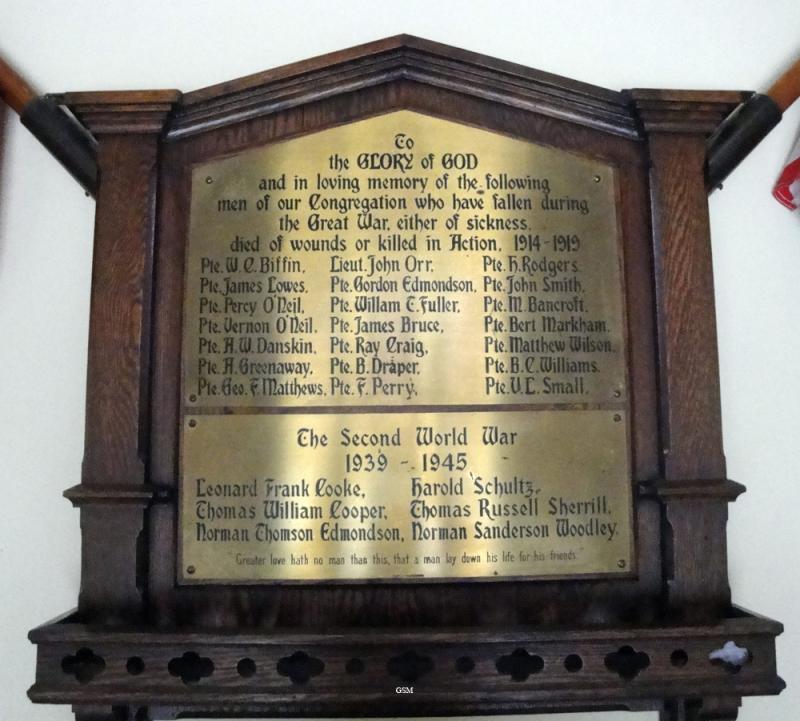 To
the GLORY of GOD
and in loving memory of the following
men of our Congregation who have fallen during
the Great War, either of sickness,
died of wounds or killed in Action, 1914-1919
Pte. W. C. Biffin, Lieut. John Orr, Pte. H. Rodgers.
Pte. James Lowes, Pte. Gordon Edmondson, Pte. John Smith,
Pte. Percy O'Neil, Pte. Willam T. Fuller, Pte. M. Bancroft,
Pte. Vernon O'Neil. Pte. James Bruce, Pte. Bert Markham,
Pte. A. W. Danskin, Pte. Ray Craig, Pte. Matthew Wilson,
Pte. A. Greenaway, Pte. B. Draper, Pte. B. C. Williams.
Pte. Geo. F. Matthews, Pte. F. Perry, Pte. V. L. Small.
The Second World War
1939 - 1945
Leonard Frank Cooke, Harold Schultz,
Thomas William Cooper, Thomas Russell Sherrill,
Norman Thomson Edmondson, Norman Sanderson Woodley.
"Greater love hath no man than this, that a man lay down his life for his friends."
GSM